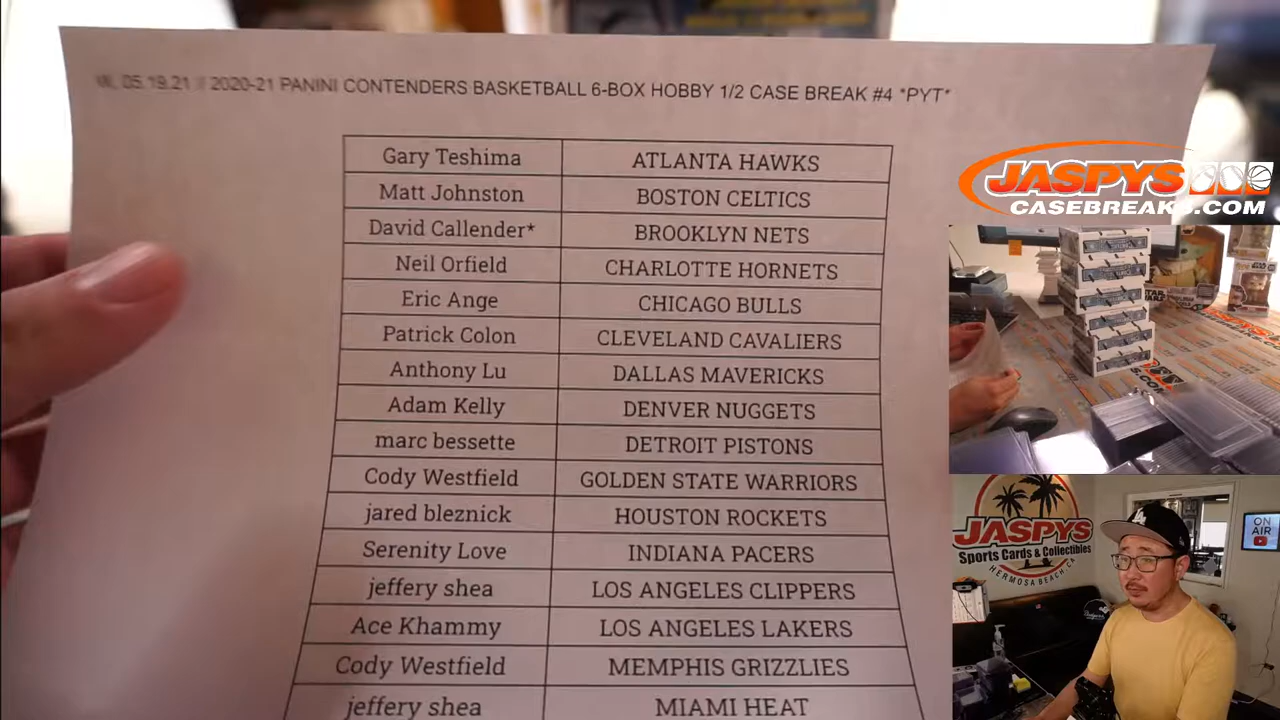 05.19.21 // 2020-21 PANINI CONTENDERS BASKETBALL 6-BOX HOBBY 1/2 CASE BREAK #4 *PYT*
Gary Teshima ATLANTA HAWKS
Matt Johnston BOSTON CELTICS
David Callender* BROOKLYN NETS
Neil Orfield CHARLOTTE HORNETS
Eric Ange CHICAGO BULLS
Patrick Colon CLEVELAND CAVALIERS
Anthony Lu DALLAS MAVERICKS
Adam Kelly DENVER NUGGETS
marc bessette DETROIT PISTONS
Cody Westfield GOLDEN STATE WARRIORS
jared bleznick HOUSTON ROCKETS
Serenity Love INDIANA PACERS
jeffery shea LOS ANGELES CLIPPERS
Ace Khammy LOS ANGELES LAKERS
Cody Westfield MEMPHIS GRIZZLIES
jeffery shea MIAMI HEAT
JASPYS
CASEBREAKS.COM
STAR WARS
JASPYS
Sports Cards & Collectibles
HERMOSA BEACH CA
ON
AIR
LA